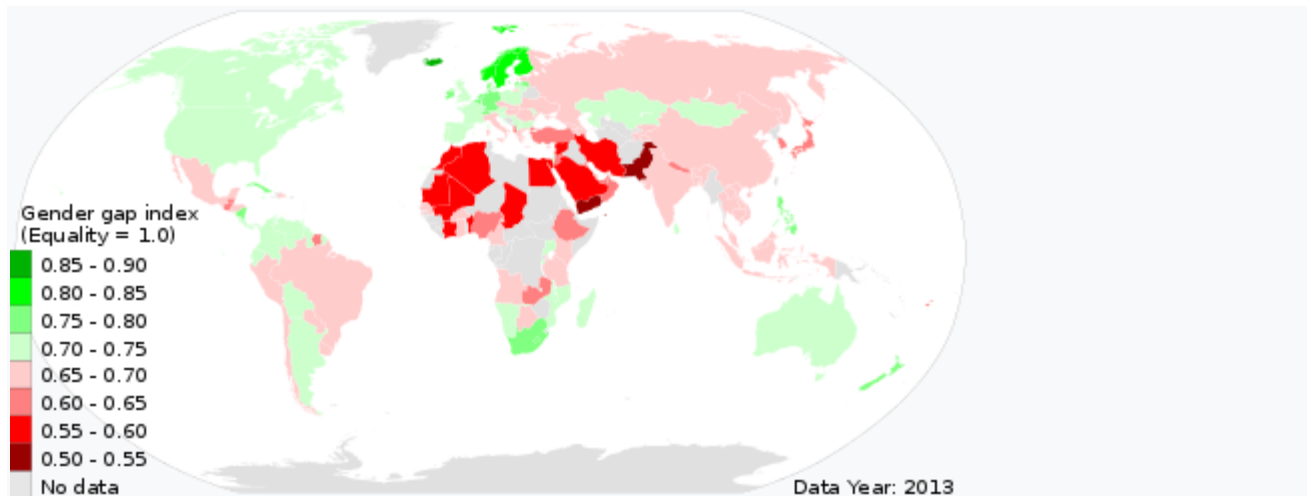 Gender gap index
(Equality = 1.0)
0.85 - 0.90
0.80 - 0.85
0.75 - 0.80
0.70 - 0.75
0.65 - 0.70
0.60 - 0.65
0.55 - 0.60
0.50 - 0.55
No data
Data Year: 2013